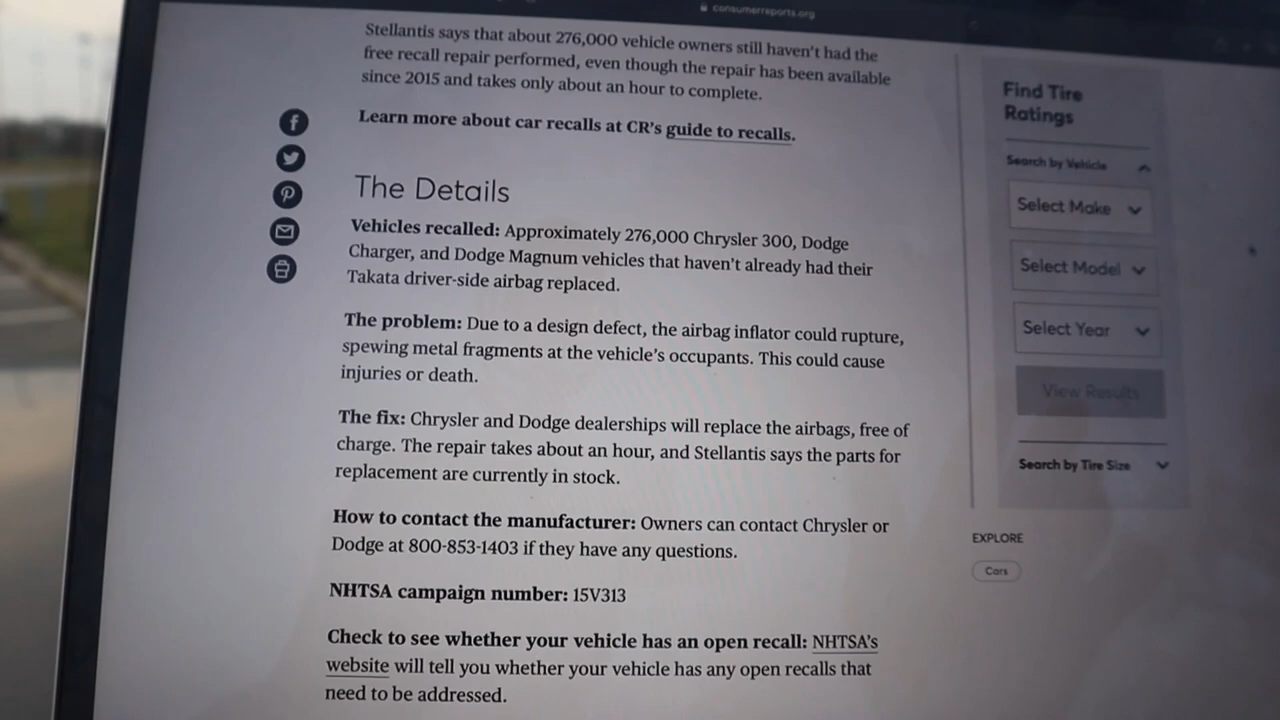 consumerreports.org
Stellantis says that about 276,000 vehicle owners still haven't had the
free recall repair performed, even though the repair has been available
since 2015 and takes only about an hour to complete.
Learn more about car recalls at CR's guide to recalls.
The Details
Vehicles recalled: Approximately 276,000 Chrysler 300, Dodge
Charger, and Dodge Magnum vehicles that haven't already had their
Takata driver-side airbag replaced.
The problem: Due to a design defect, the airbag inflator could rupture,
spewing metal fragments at the vehicle's occupants. This could cause
injuries or death.
The fix: Chrysler and Dodge dealerships will replace the airbags, free of
charge. The repair takes about an hour, and Stellantis says the parts for
replacement are currently in stock.
How to contact the manufacturer: Owners can contact Chrysler or
Dodge at 800-853-1403 if they have any questions.
NHTSA campaign number: 15V313
Check to see whether your vehicle has an open recall: NHTSA's
website will tell you whether your vehicle has any open recalls that
need to be addressed.
Find Tire
Ratings
Search by Vehicle
Select Make
Select Model
Select Year
View Results
Search by Tire Size
EXPLORE
Cars